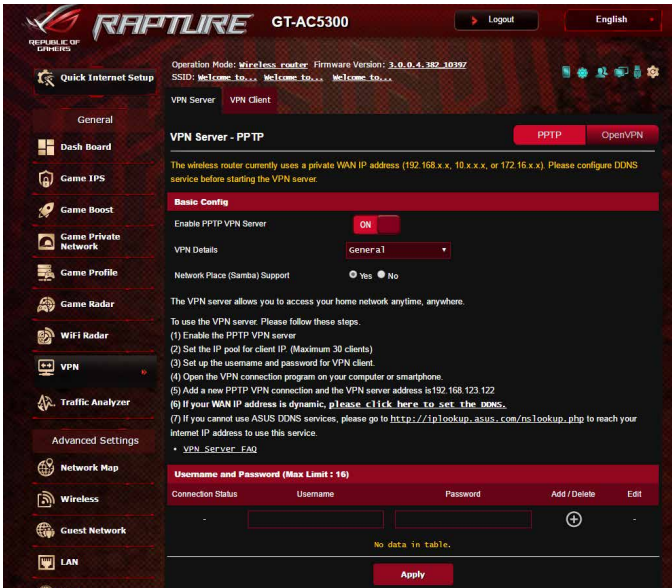 REPUBLIC OF
GAMERS
RAPTURE
GT-AC5300
Logout
English
Quick Internet Setup
Operation Mode: Wireless router Firmware Version: 3.0.0.4.382_10397
SSID: Welcome to... Welcome to... Welcome to...
VPN Server
VPN Client
General
Dash Board
Game IPS
Game Boost
Game Private
Network
Game Profile
Game Radar
WiFi Radar
VPN
Traffic Analyzer
Advanced Settings
Network Map
Wireless
Guest Network
LAN
VPN Server - PPTP
PPTP
OpenVPN
The wireless router currently uses a private WAN IP address (192.168.x.x, 10.x.x.x, or 172.16.x.x). Please configure DDNS
service before starting the VPN server.
Basic Config
Enable PPTP VPN Server
ON
VPN Details
General
Network Place (Samba) Support
Yes No
The VPN server allows you to access your home network anytime, anywhere.
To use the VPN server. Please follow these steps.
(1) Enable the PPTP VPN server
(2) Set the IP pool for client IP. (Maximum 30 clients)
(3) Set up the username and password for VPN client.
(4) Open the VPN connection program on your computer or smartphone.
(5) Add a new PPTP VPN connection and the VPN server address is192.168.123.122
(6) If your WAN IP address is dynamic, please click here to set the DDNS.
(7) If you cannot use ASUS DDNS services, please go to http://iplookup.asus.com/nslookup.php to reach your
internet IP address to use this service.
• VPN Server FAQ
Username and Password (Max Limit : 16)
Connection Status
Username
Password
Add / Delete
Edit
-
-
No data in table.
Apply